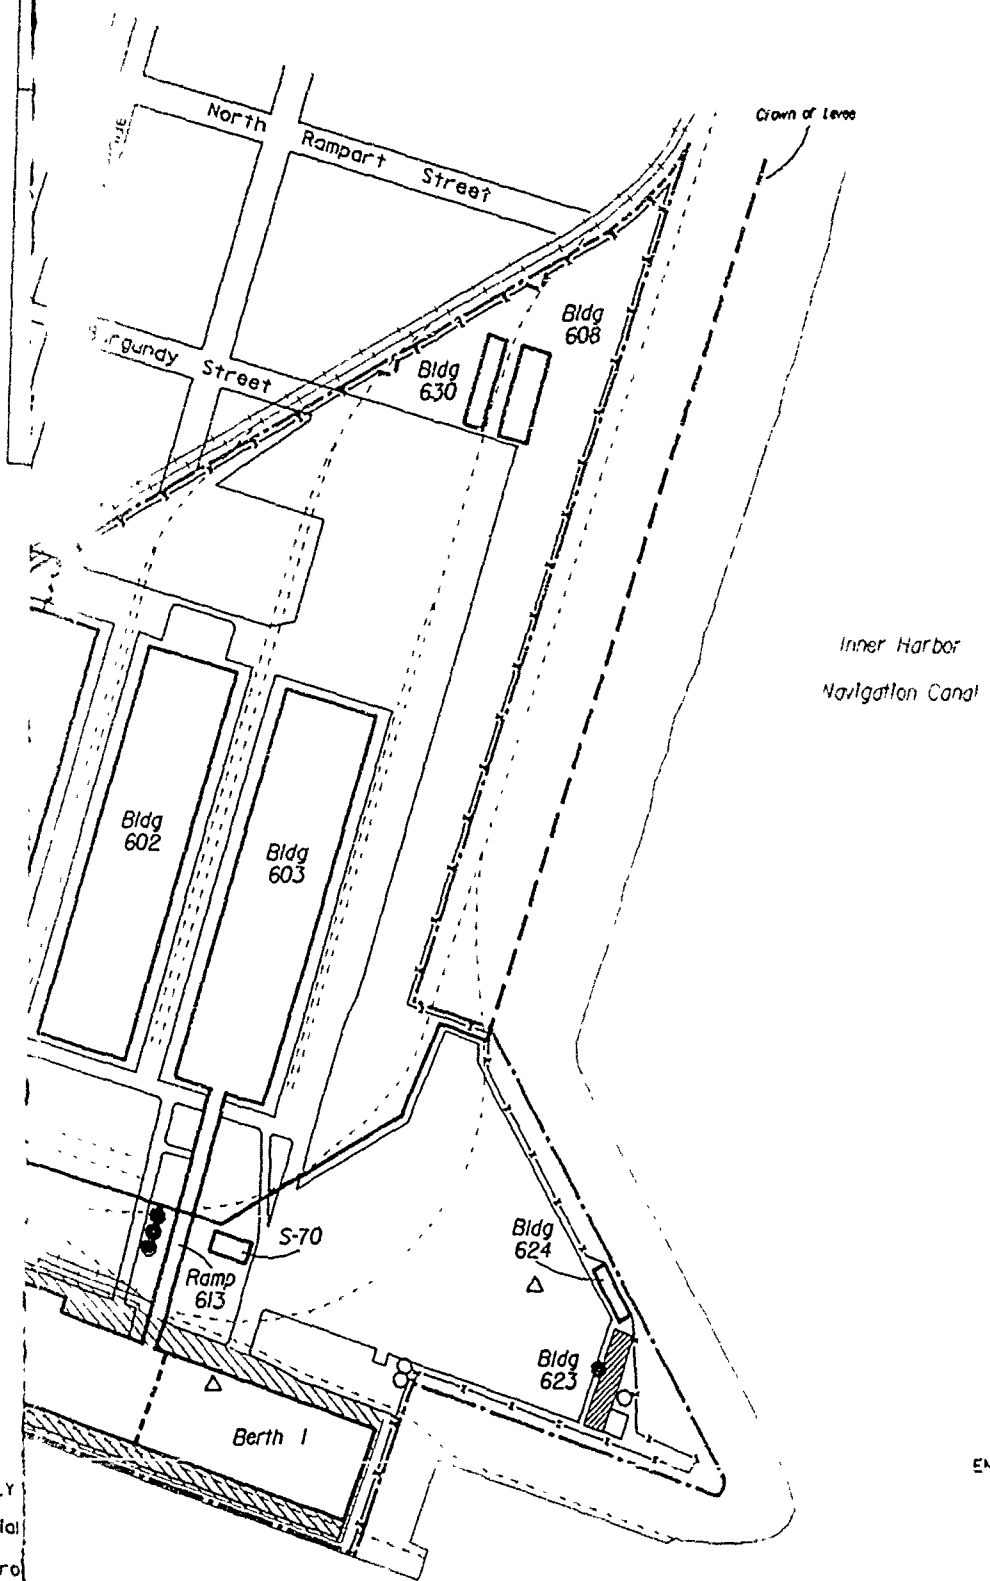 Crown of Levee
North
Rampart
Street
Bldg
608
Bldg
630
Street
Inner Harbor
Navigation Canal
Bldg
602
Bldg
603
S-70
Bldg
624
Ramp
613
Bldg
623
Berth 1